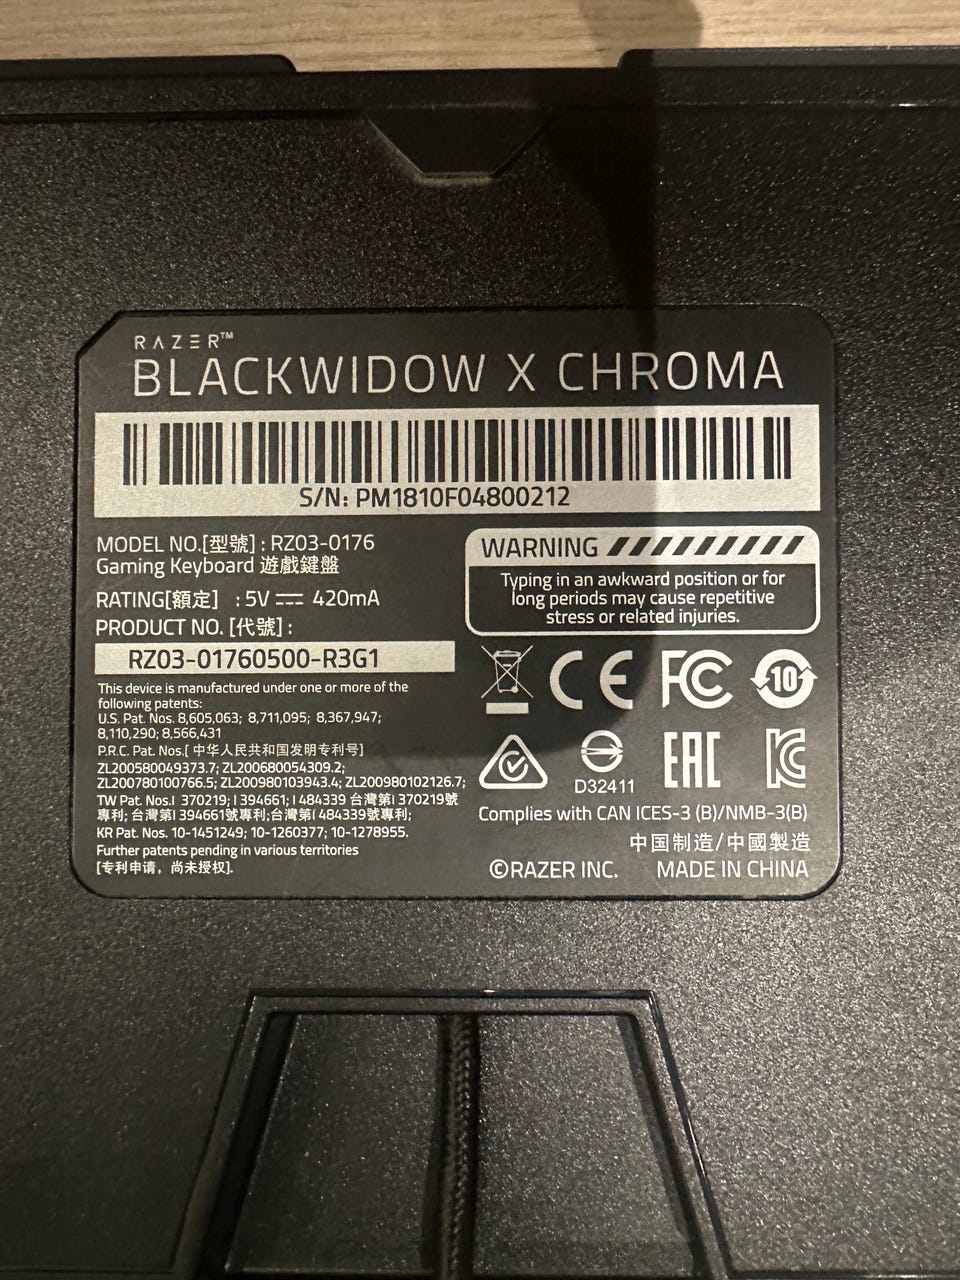 RAZER™
BLACKWIDOW X CHROMA
S/N: PM1810F04800212
MODEL NO.[型號] : RZ03-0176
Gaming Keyboard 遊戲鍵盤
RATING[額定] : 5V ⎓ 420mA
PRODUCT NO. [代號] :
RZ03-01760500-R3G1
This device is manufactured under one or more of the
following patents:
U.S. Pat. Nos. 8,605,063; 8,711,095; 8,367,947;
8,110,290; 8,566,431
P.R.C. Pat. Nos.[ 中华人民共和国发明专利号]
ZL200580049373.7; ZL200680054309.2;
ZL200780100766.5; ZL200980103943.4; ZL200980102126.7;
TW Pat. Nos.I 370219; I 394661; I 484339 台灣第I 370219號
專利; 台灣第I 394661號專利;台灣第I 484339號專利;
KR Pat. Nos. 10-1451249; 10-1260377; 10-1278955.
Further patents pending in various territories
[专利申请，尚未授权].
WARNING
Typing in an awkward position or for
long periods may cause repetitive
stress or related injuries.
CE FC 10
D32411 EAC KC
Complies with CAN ICES-3 (B)/NMB-3(B)
中国制造/中國製造
©RAZER INC. MADE IN CHINA